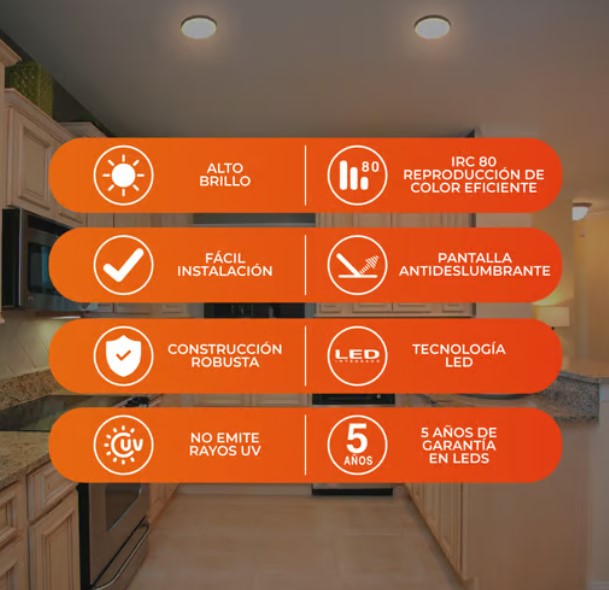 ALTO
BRILLO
80
IRC 80
REPRODUCCIÓN DE
COLOR EFICIENTE
FÁCIL
INSTALACIÓN
PANTALLA
ANTIDESLUMBRANTE
CONSTRUCCIÓN
ROBUSTA
LED
INTEGRADO
TECNOLOGÍA
LED
UV
NO EMITE
RAYOS UV
5
AÑOS
5 AÑOS DE
GARANTÍA
EN LEDS